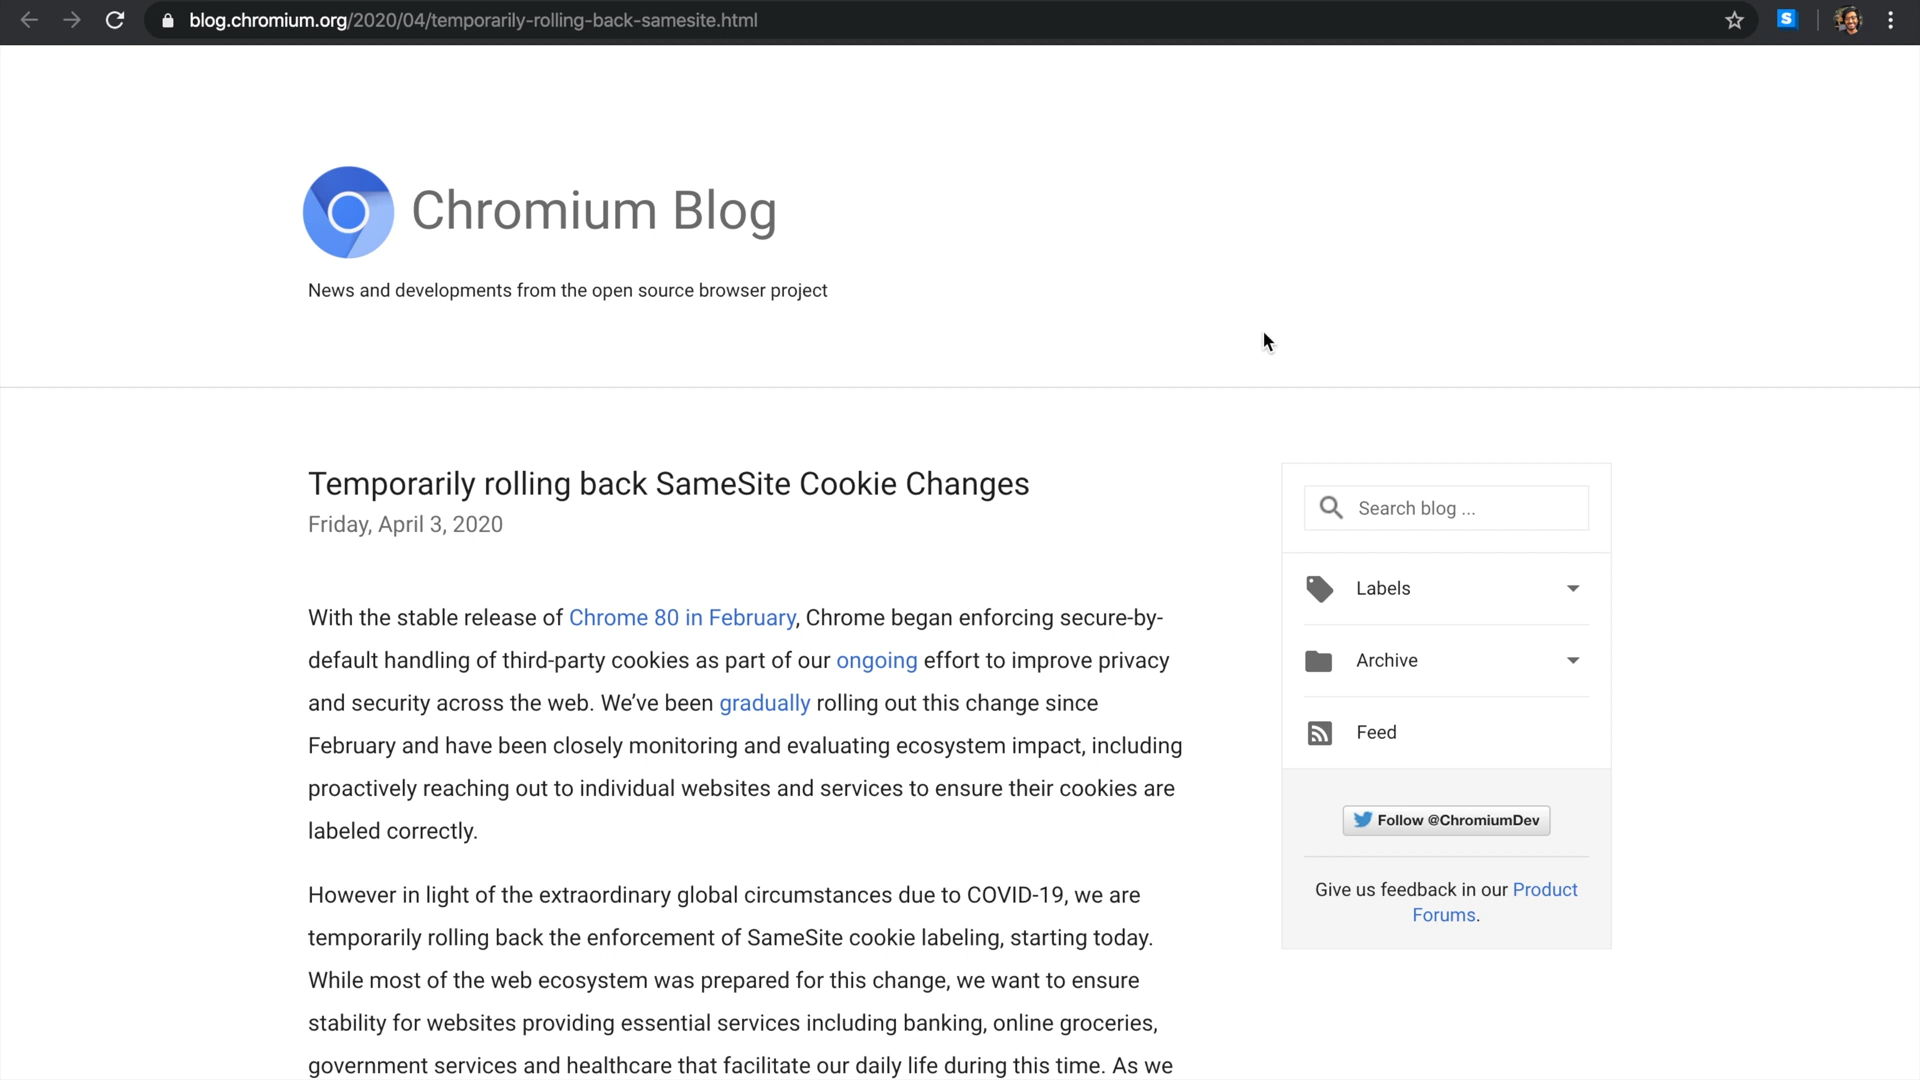 blog.chromium.org/2020/04/temporarily-rolling-back-samesite.html
S
Chromium Blog
News and developments from the open source browser project
Temporarily rolling back SameSite Cookie Changes
Friday, April 3, 2020
With the stable release of Chrome 80 in February, Chrome began enforcing secure-by-
default handling of third-party cookies as part of our ongoing effort to improve privacy
and security across the web. We’ve been gradually rolling out this change since
February and have been closely monitoring and evaluating ecosystem impact, including
proactively reaching out to individual websites and services to ensure their cookies are
labeled correctly.
However in light of the extraordinary global circumstances due to COVID-19, we are
temporarily rolling back the enforcement of SameSite cookie labeling, starting today.
While most of the web ecosystem was prepared for this change, we want to ensure
stability for websites providing essential services including banking, online groceries,
government services and healthcare that facilitate our daily life during this time. As we
Search blog ...
Labels
Archive
Feed
Follow @ChromiumDev
Give us feedback in our Product
Forums.